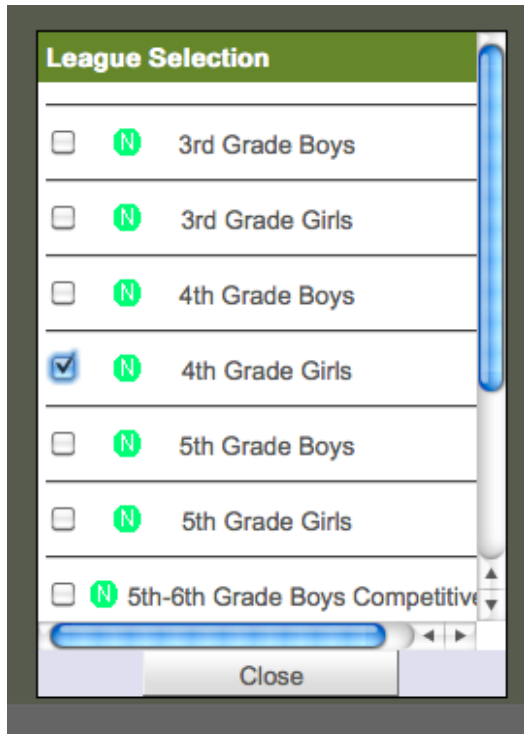 League Selection
N 3rd Grade Boys
N 3rd Grade Girls
N 4th Grade Boys
N 4th Grade Girls
N 5th Grade Boys
N 5th Grade Girls
N 5th-6th Grade Boys Competitive
Close